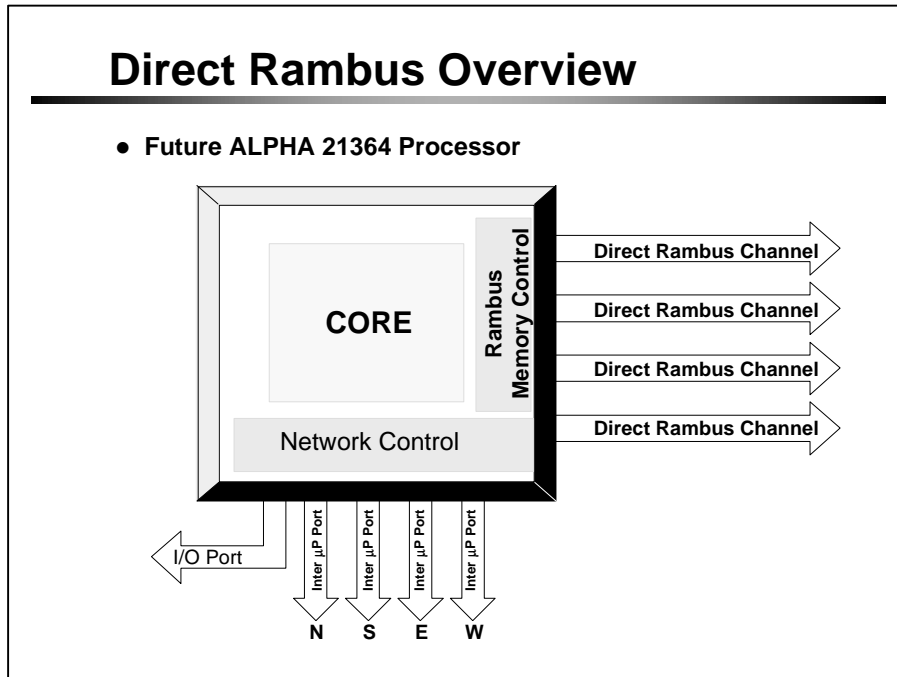 Direct Rambus Overview
● Future ALPHA 21364 Processor
CORE
Rambus
Memory Control
Network Control
Direct Rambus Channel
Direct Rambus Channel
Direct Rambus Channel
Direct Rambus Channel
I/O Port
Inter µP Port
Inter µP Port
Inter µP Port
Inter µP Port
N S E W